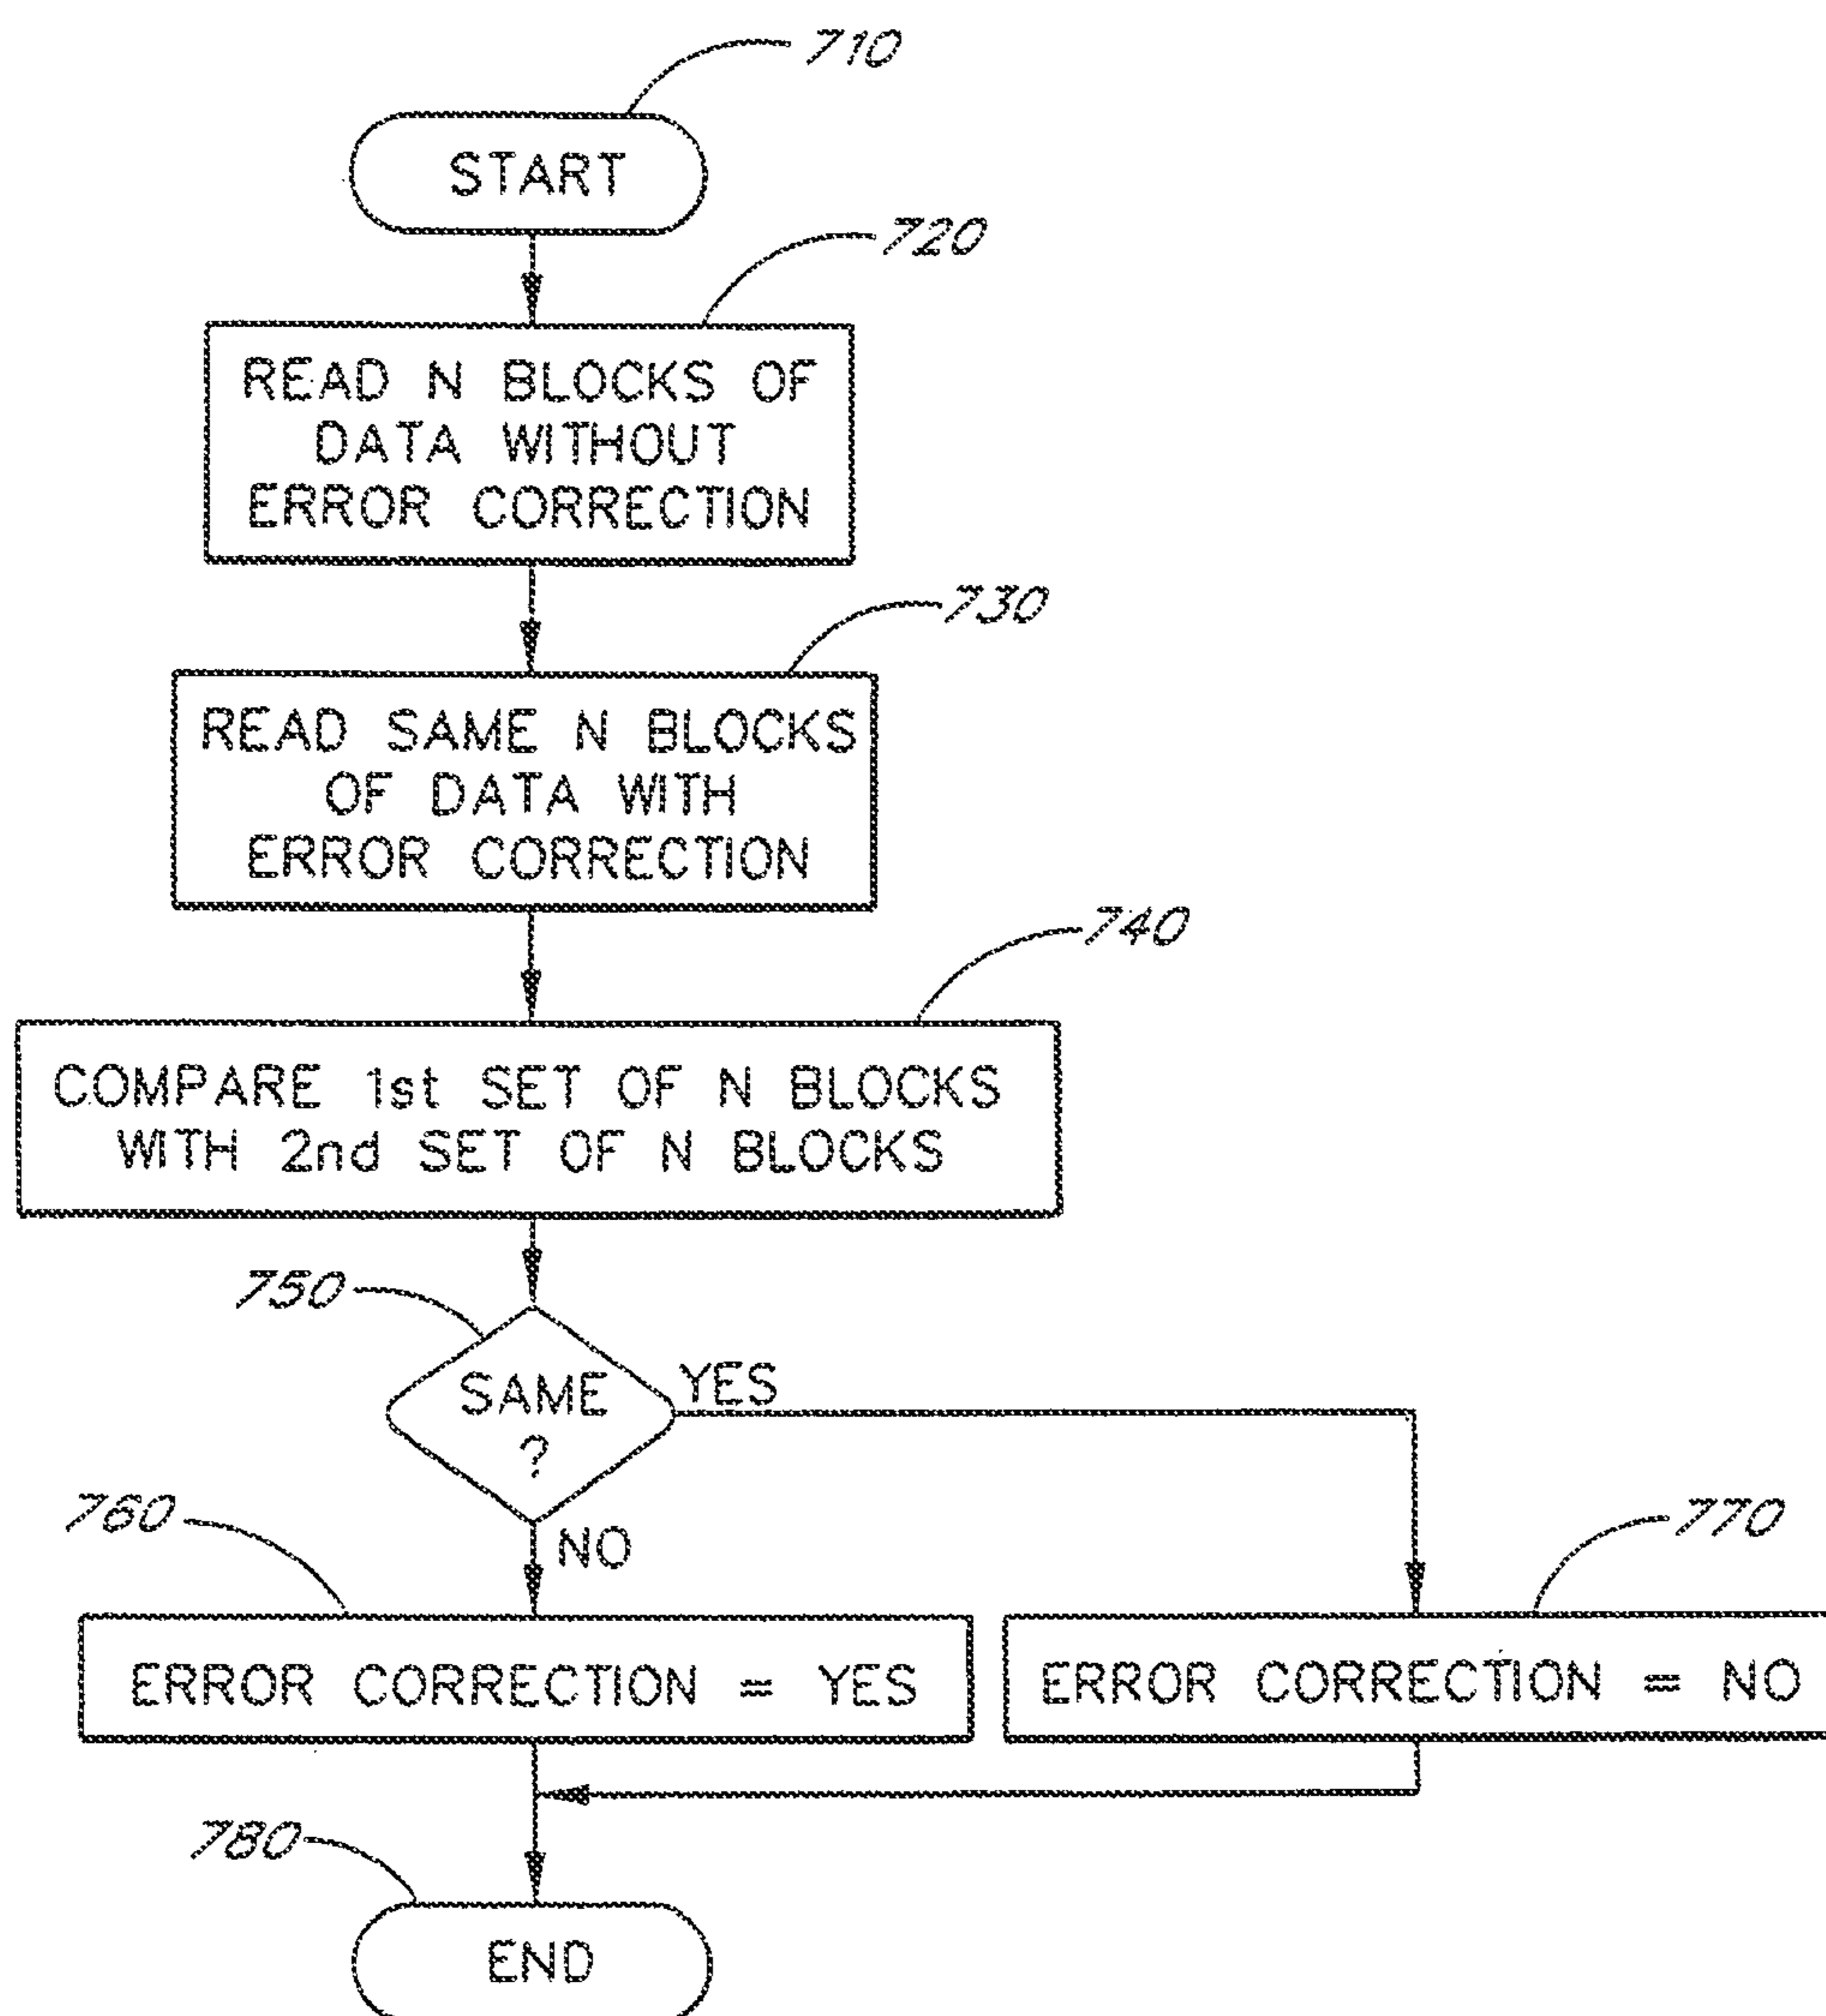 710
START
720
READ N BLOCKS OF
DATA WITHOUT
ERROR CORRECTION
730
READ SAME N BLOCKS
OF DATA WITH
ERROR CORRECTION
740
COMPARE 1st SET OF N BLOCKS
WITH 2nd SET OF N BLOCKS
750
SAME
?
YES
NO
760
ERROR CORRECTION = YES
770
ERROR CORRECTION = NO
780
END